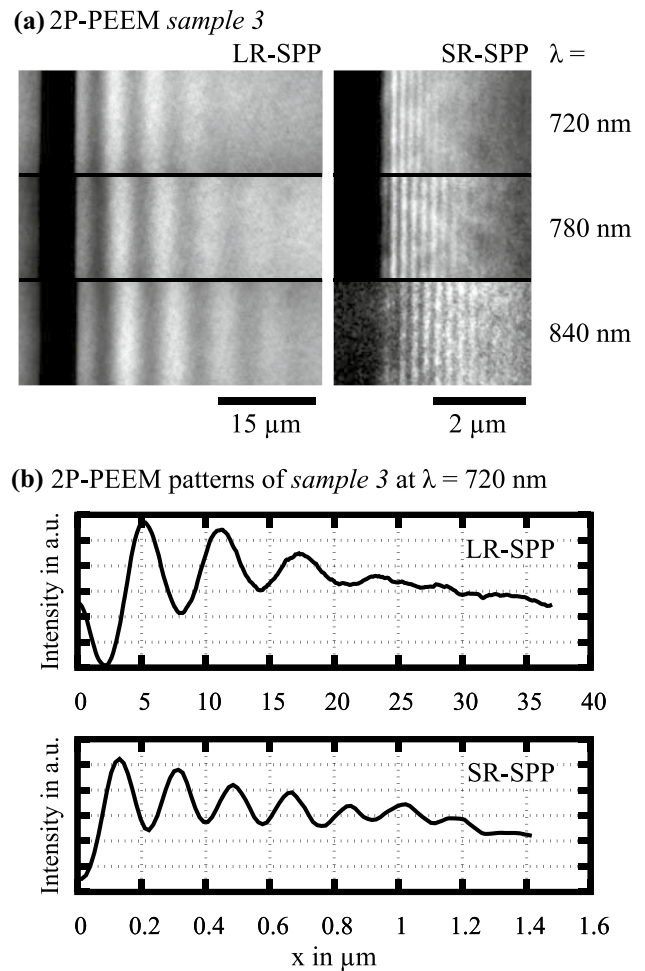 (a) 2P-PEEM sample 3
LR-SPP
SR-SPP
λ =
720 nm
780 nm
840 nm
15 µm
2 µm
(b) 2P-PEEM patterns of sample 3 at λ = 720 nm
Intensity in a.u.
LR-SPP
0 5 10 15 20 25 30 35 40
Intensity in a.u.
SR-SPP
0 0.2 0.4 0.6 0.8 1 1.2 1.4 1.6
x in µm